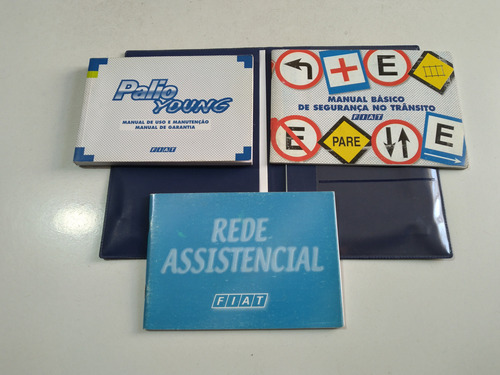 Palio
YOUNG
MANUAL DE USO E MANUTENÇÃO
MANUAL DE GARANTIA
FIAT
E
MANUAL BÁSICO
DE SEGURANÇA NO TRÂNSITO
FIAT
E
PARE
E
REDE
ASSISTENCIAL
FIAT